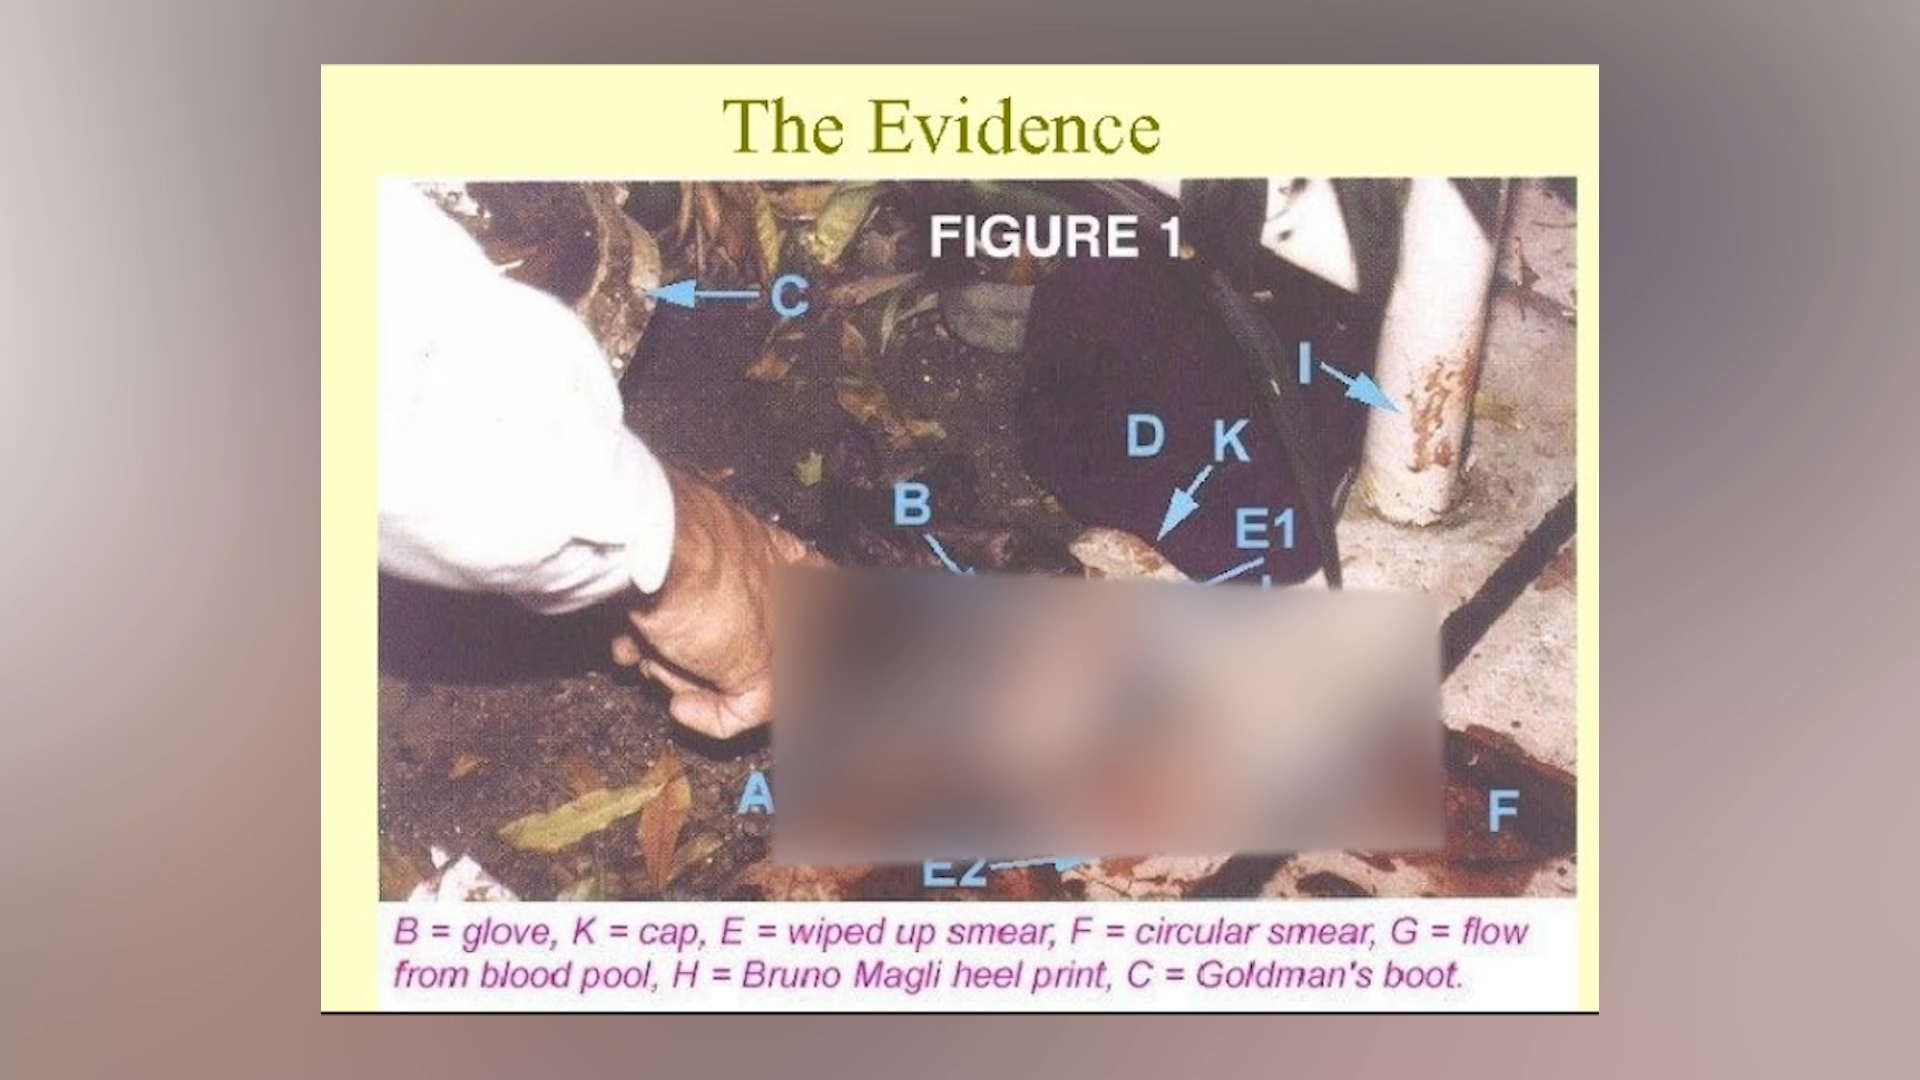 The Evidence
FIGURE 1
C
I
D K
B
E1
A
F
E2
B = glove, K = cap, E = wiped up smear, F = circular smear, G = flow
from blood pool, H = Bruno Magli heel print, C = Goldman's boot.